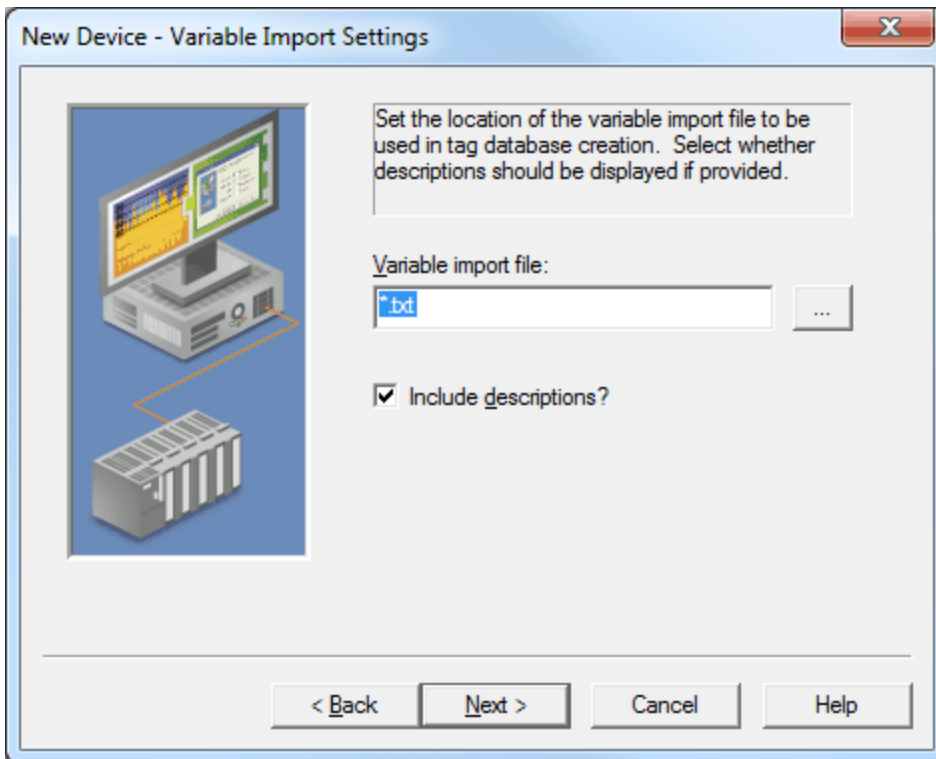 New Device - Variable Import Settings
X
Set the location of the variable import file to be
used in tag database creation.  Select whether
descriptions should be displayed if provided.
Variable import file:
*.txt
...
Include descriptions?
< Back
Next >
Cancel
Help